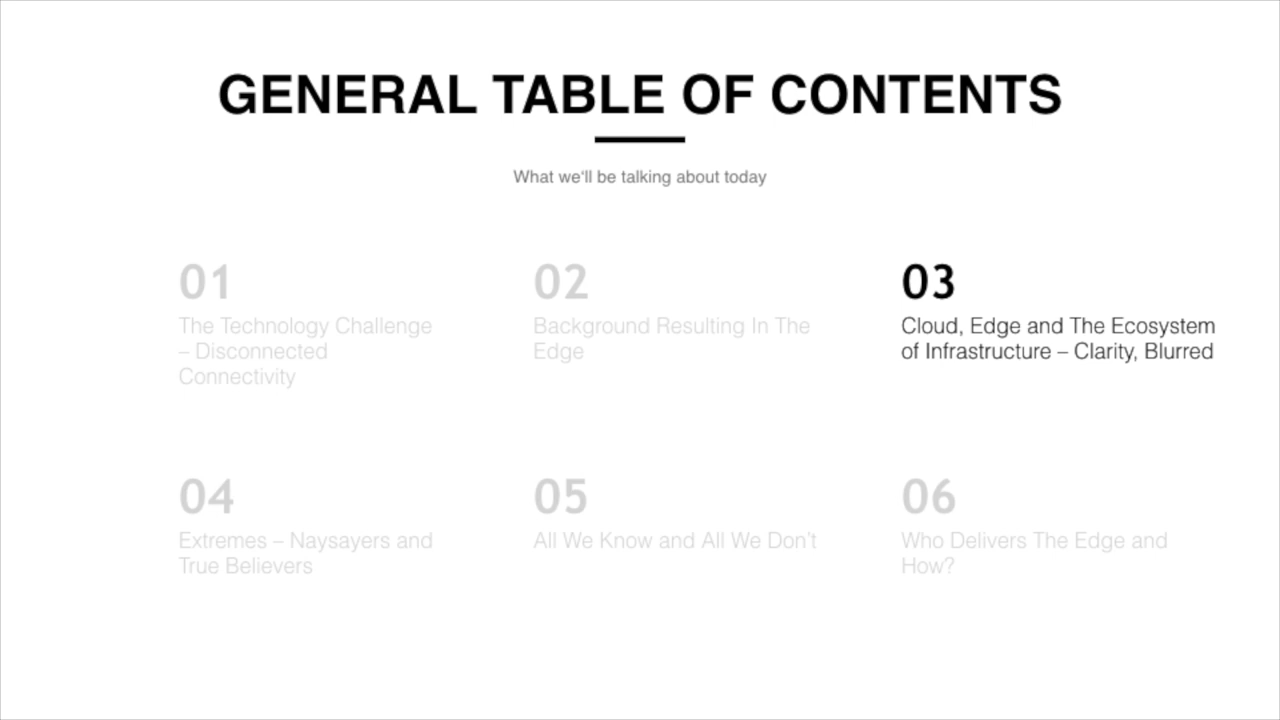 GENERAL TABLE OF CONTENTS
What we'll be talking about today
01
The Technology Challenge
– Disconnected
Connectivity
02
Background Resulting In The
Edge
03
Cloud, Edge and The Ecosystem
of Infrastructure – Clarity, Blurred
04
Extremes – Naysayers and
True Believers
05
All We Know and All We Don't
06
Who Delivers The Edge and
How?